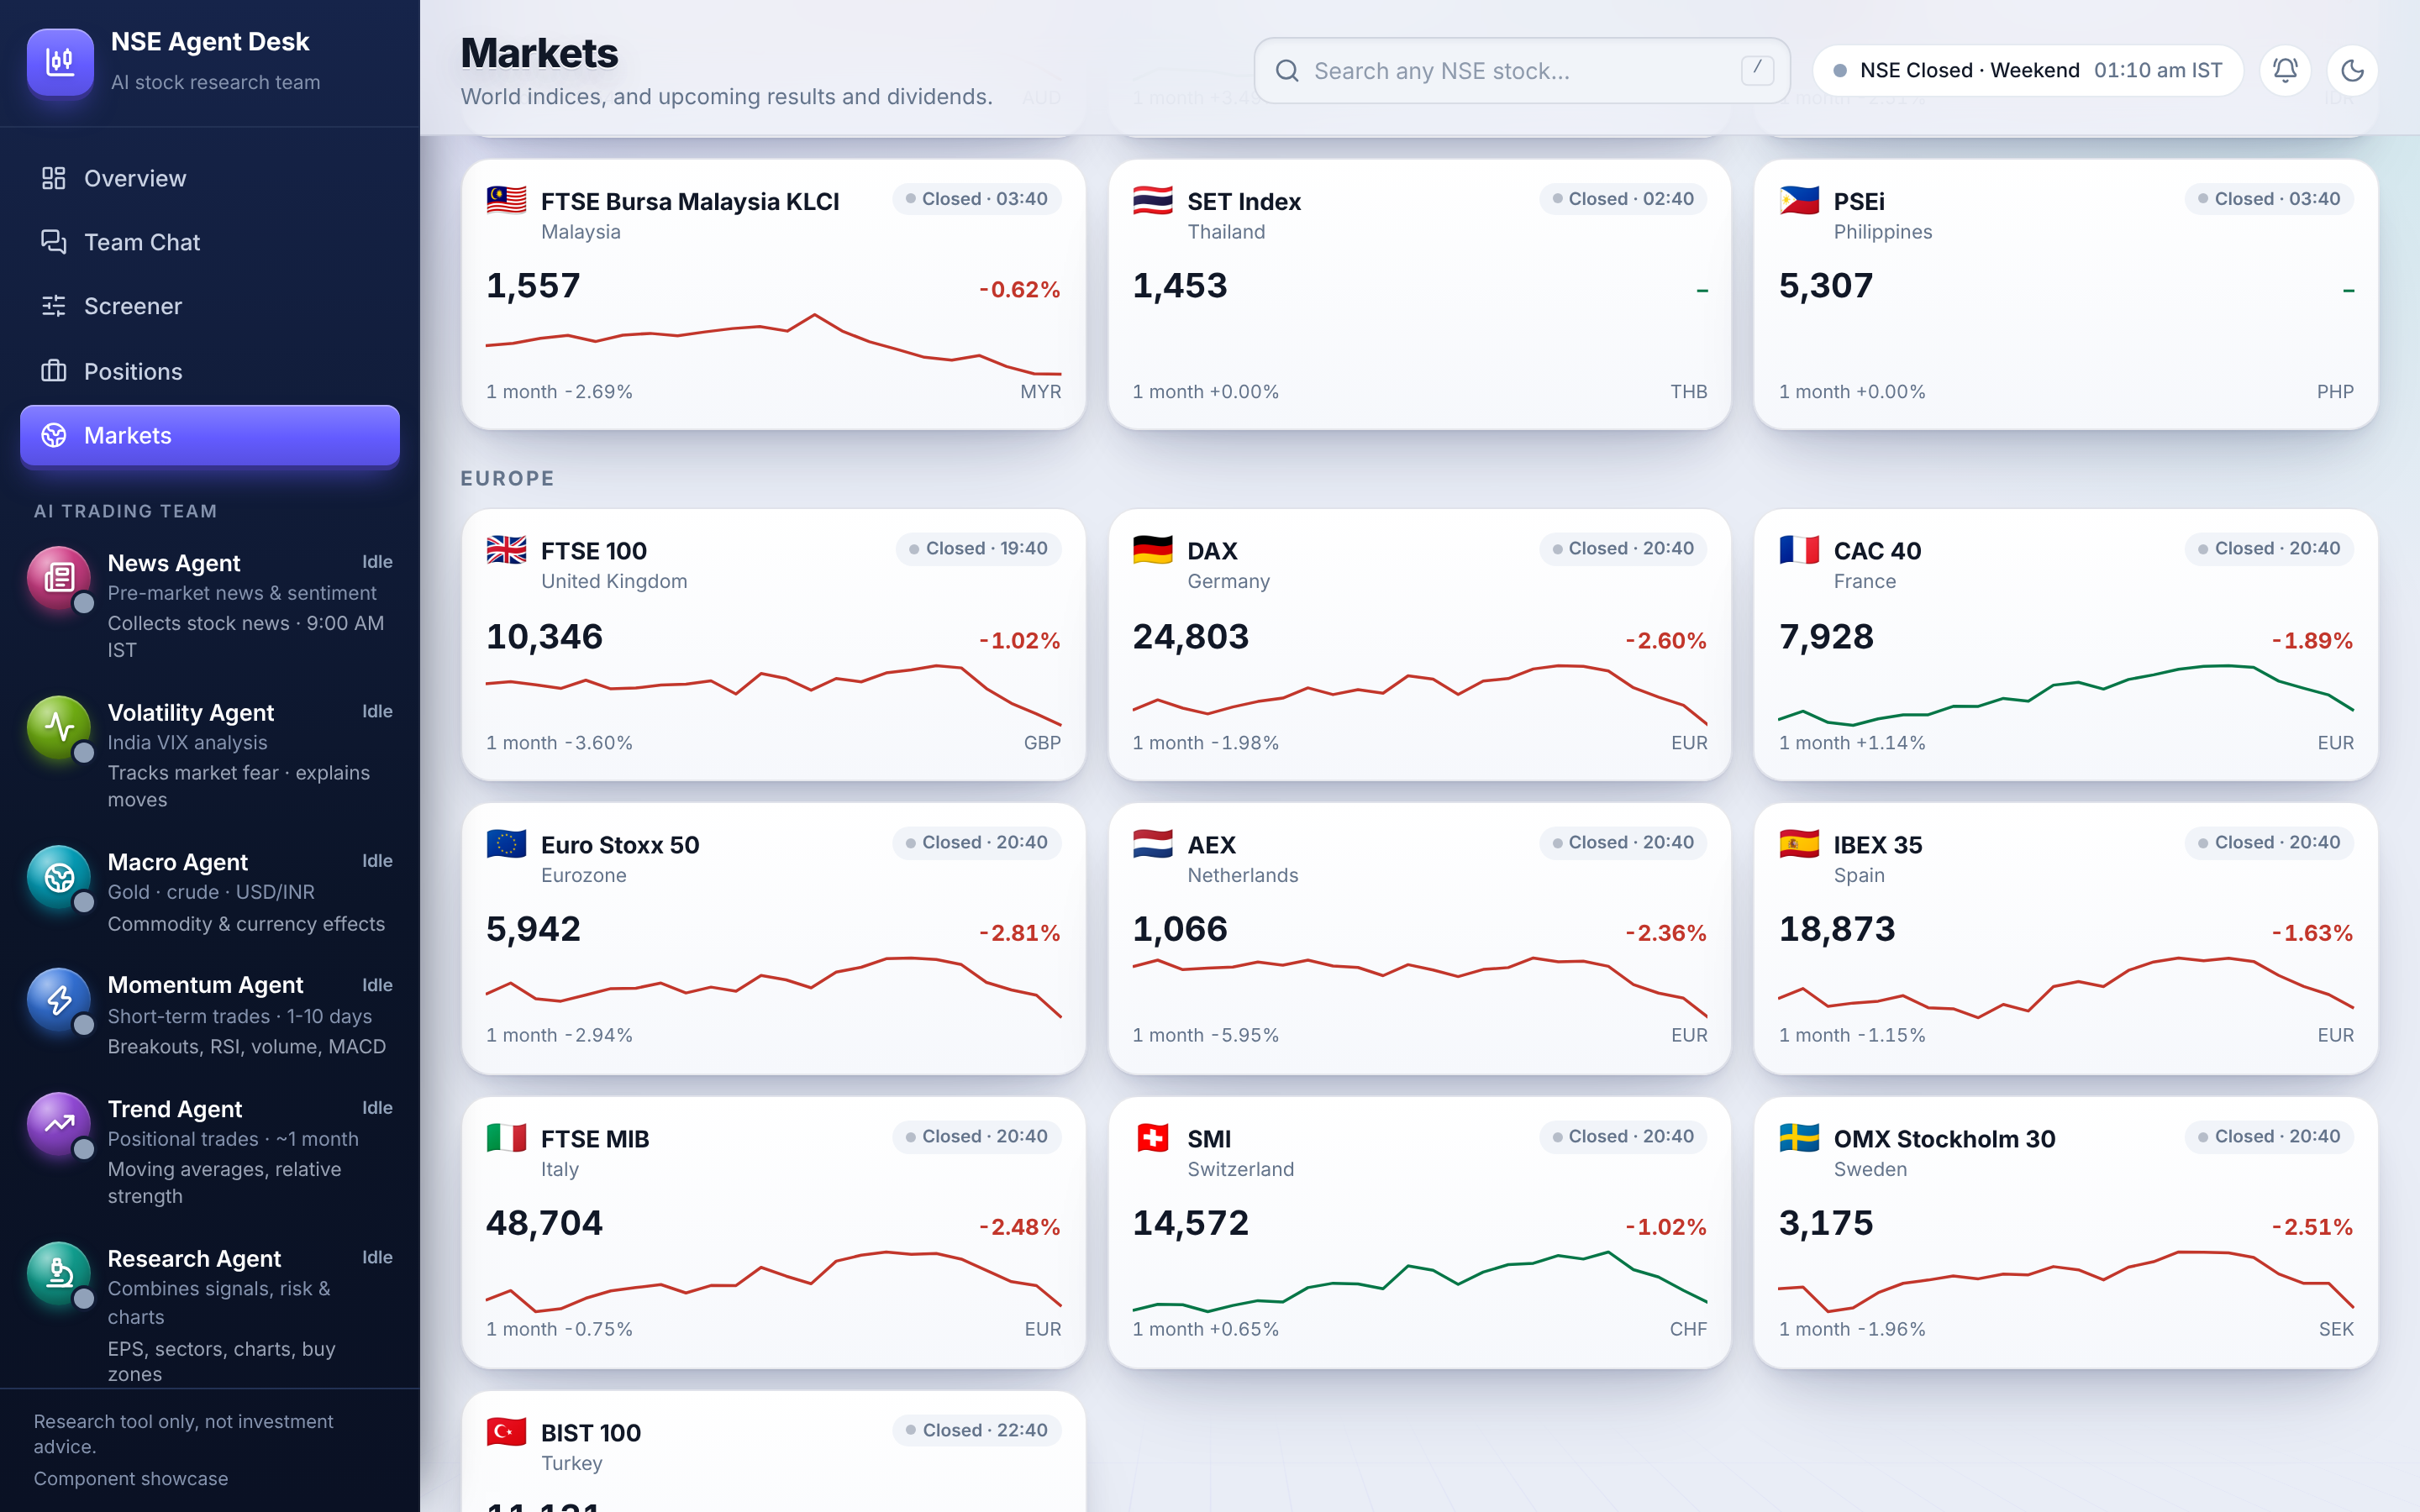 NSE Agent Desk
AI stock research team
Overview
Team Chat
Screener
Positions
Markets
AI TRADING TEAM
News Agent
Idle
Pre-market news & sentiment
Collects stock news · 9:00 AM
IST
Volatility Agent
Idle
India VIX analysis
Tracks market fear · explains
moves
Macro Agent
Idle
Gold · crude · USD/INR
Commodity & currency effects
Momentum Agent
Idle
Short-term trades · 1-10 days
Breakouts, RSI, volume, MACD
Trend Agent
Idle
Positional trades · ~1 month
Moving averages, relative
strength
Research Agent
Idle
Combines signals, risk &
charts
EPS, sectors, charts, buy
zones
Research tool only, not investment
advice.
Component showcase
Markets
World indices, and upcoming results and dividends.
Search any NSE stock...
/
NSE Closed · Weekend 01:10 am IST
AUD
1 month +3.49
1 month -2.31%
IDR
FTSE Bursa Malaysia KLCI
Closed · 03:40
Malaysia
1,557
-0.62%
1 month -2.69%
MYR
SET Index
Closed · 02:40
Thailand
1,453
–
1 month +0.00%
THB
PSEi
Closed · 03:40
Philippines
5,307
–
1 month +0.00%
PHP
EUROPE
FTSE 100
Closed · 19:40
United Kingdom
10,346
-1.02%
1 month -3.60%
GBP
DAX
Closed · 20:40
Germany
24,803
-2.60%
1 month -1.98%
EUR
CAC 40
Closed · 20:40
France
7,928
-1.89%
1 month +1.14%
EUR
Euro Stoxx 50
Closed · 20:40
Eurozone
5,942
-2.81%
1 month -2.94%
EUR
AEX
Closed · 20:40
Netherlands
1,066
-2.36%
1 month -5.95%
EUR
IBEX 35
Closed · 20:40
Spain
18,873
-1.63%
1 month -1.15%
EUR
FTSE MIB
Closed · 20:40
Italy
48,704
-2.48%
1 month -0.75%
EUR
SMI
Closed · 20:40
Switzerland
14,572
-1.02%
1 month +0.65%
CHF
OMX Stockholm 30
Closed · 20:40
Sweden
3,175
-2.51%
1 month -1.96%
SEK
BIST 100
Closed · 22:40
Turkey